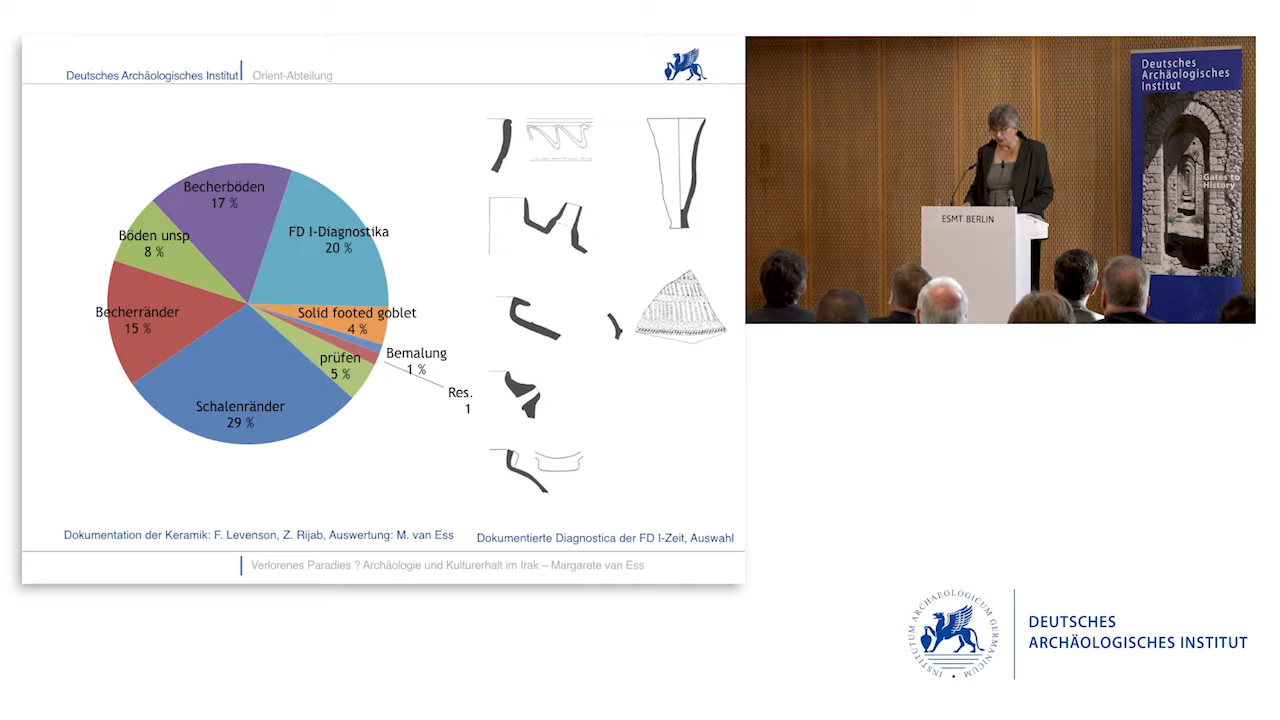 Deutsches Archäologisches Institut
Orient-Abteilung
Becherböden
17 %
FD I-Diagnostika
20 %
Böden unsp
8 %
Becherränder
15 %
Solid footed goblet
4 %
Bemalung
1 %
prüfen
5 %
Res.
1
Schalenränder
29 %
Dokumentation der Keramik: F. Levenson, Z. Rijab, Auswertung: M. van Ess
Dokumentierte Diagnostica der FD I-Zeit, Auswahl
Verlorenes Paradies ? Archäologie und Kulturerhalt im Irak – Margarete van Ess
Deutsches
Archäologisches
Institut
Gates to
History
ESMT BERLIN
INSTITUTUM ARCHAEOLOGICUM GERMANICUM
DEUTSCHES
ARCHÄOLOGISCHES INSTITUT